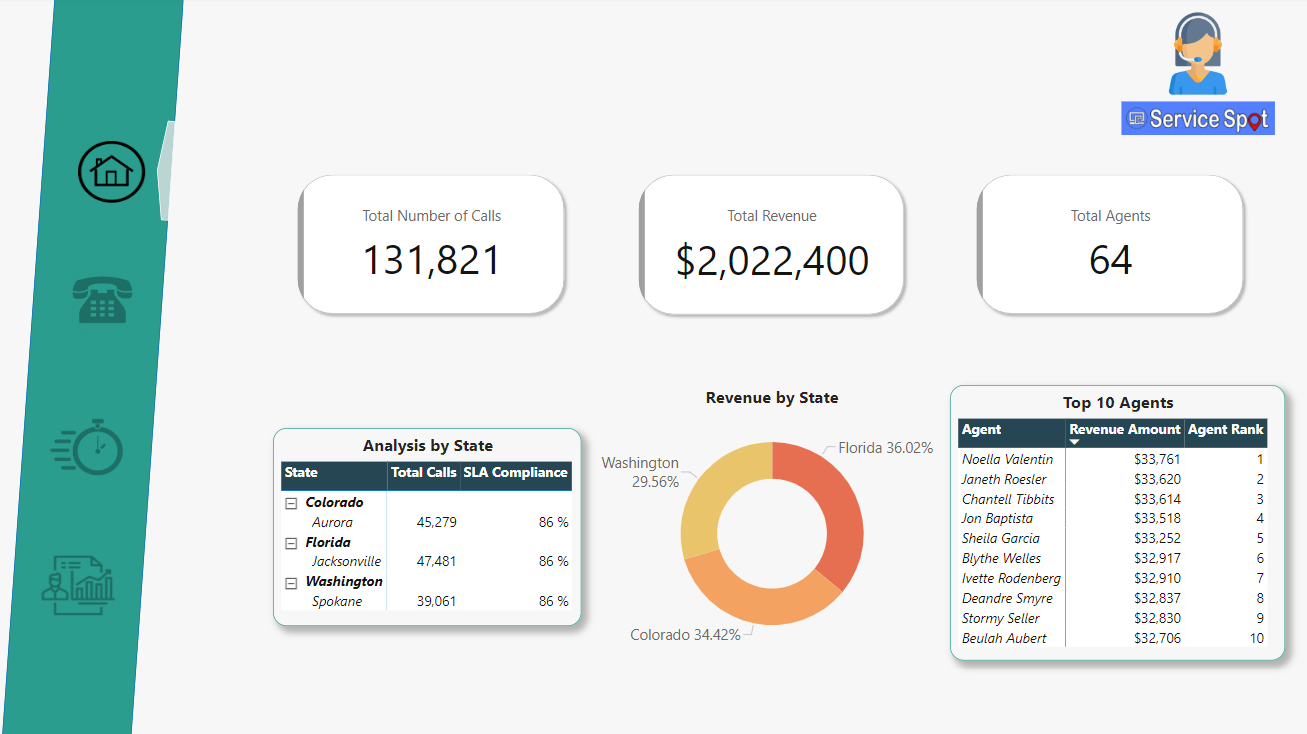 Service Spot
Total Number of Calls
131,821
Total Revenue
$2,022,400
Total Agents
64
Analysis by State
State Total Calls SLA Compliance
Colorado
Aurora 45,279 86 %
Florida
Jacksonville 47,481 86 %
Washington
Spokane 39,061 86 %
Revenue by State
Florida 36.02%
Washington
29.56%
Colorado 34.42%
Top 10 Agents
Agent Revenue Amount Agent Rank
Noella Valentin $33,761 1
Janeth Roesler $33,620 2
Chantell Tibbits $33,614 3
Jon Baptista $33,518 4
Sheila Garcia $33,252 5
Blythe Welles $32,917 6
Ivette Rodenberg $32,910 7
Deandre Smyre $32,837 8
Stormy Seller $32,830 9
Beulah Aubert $32,706 10